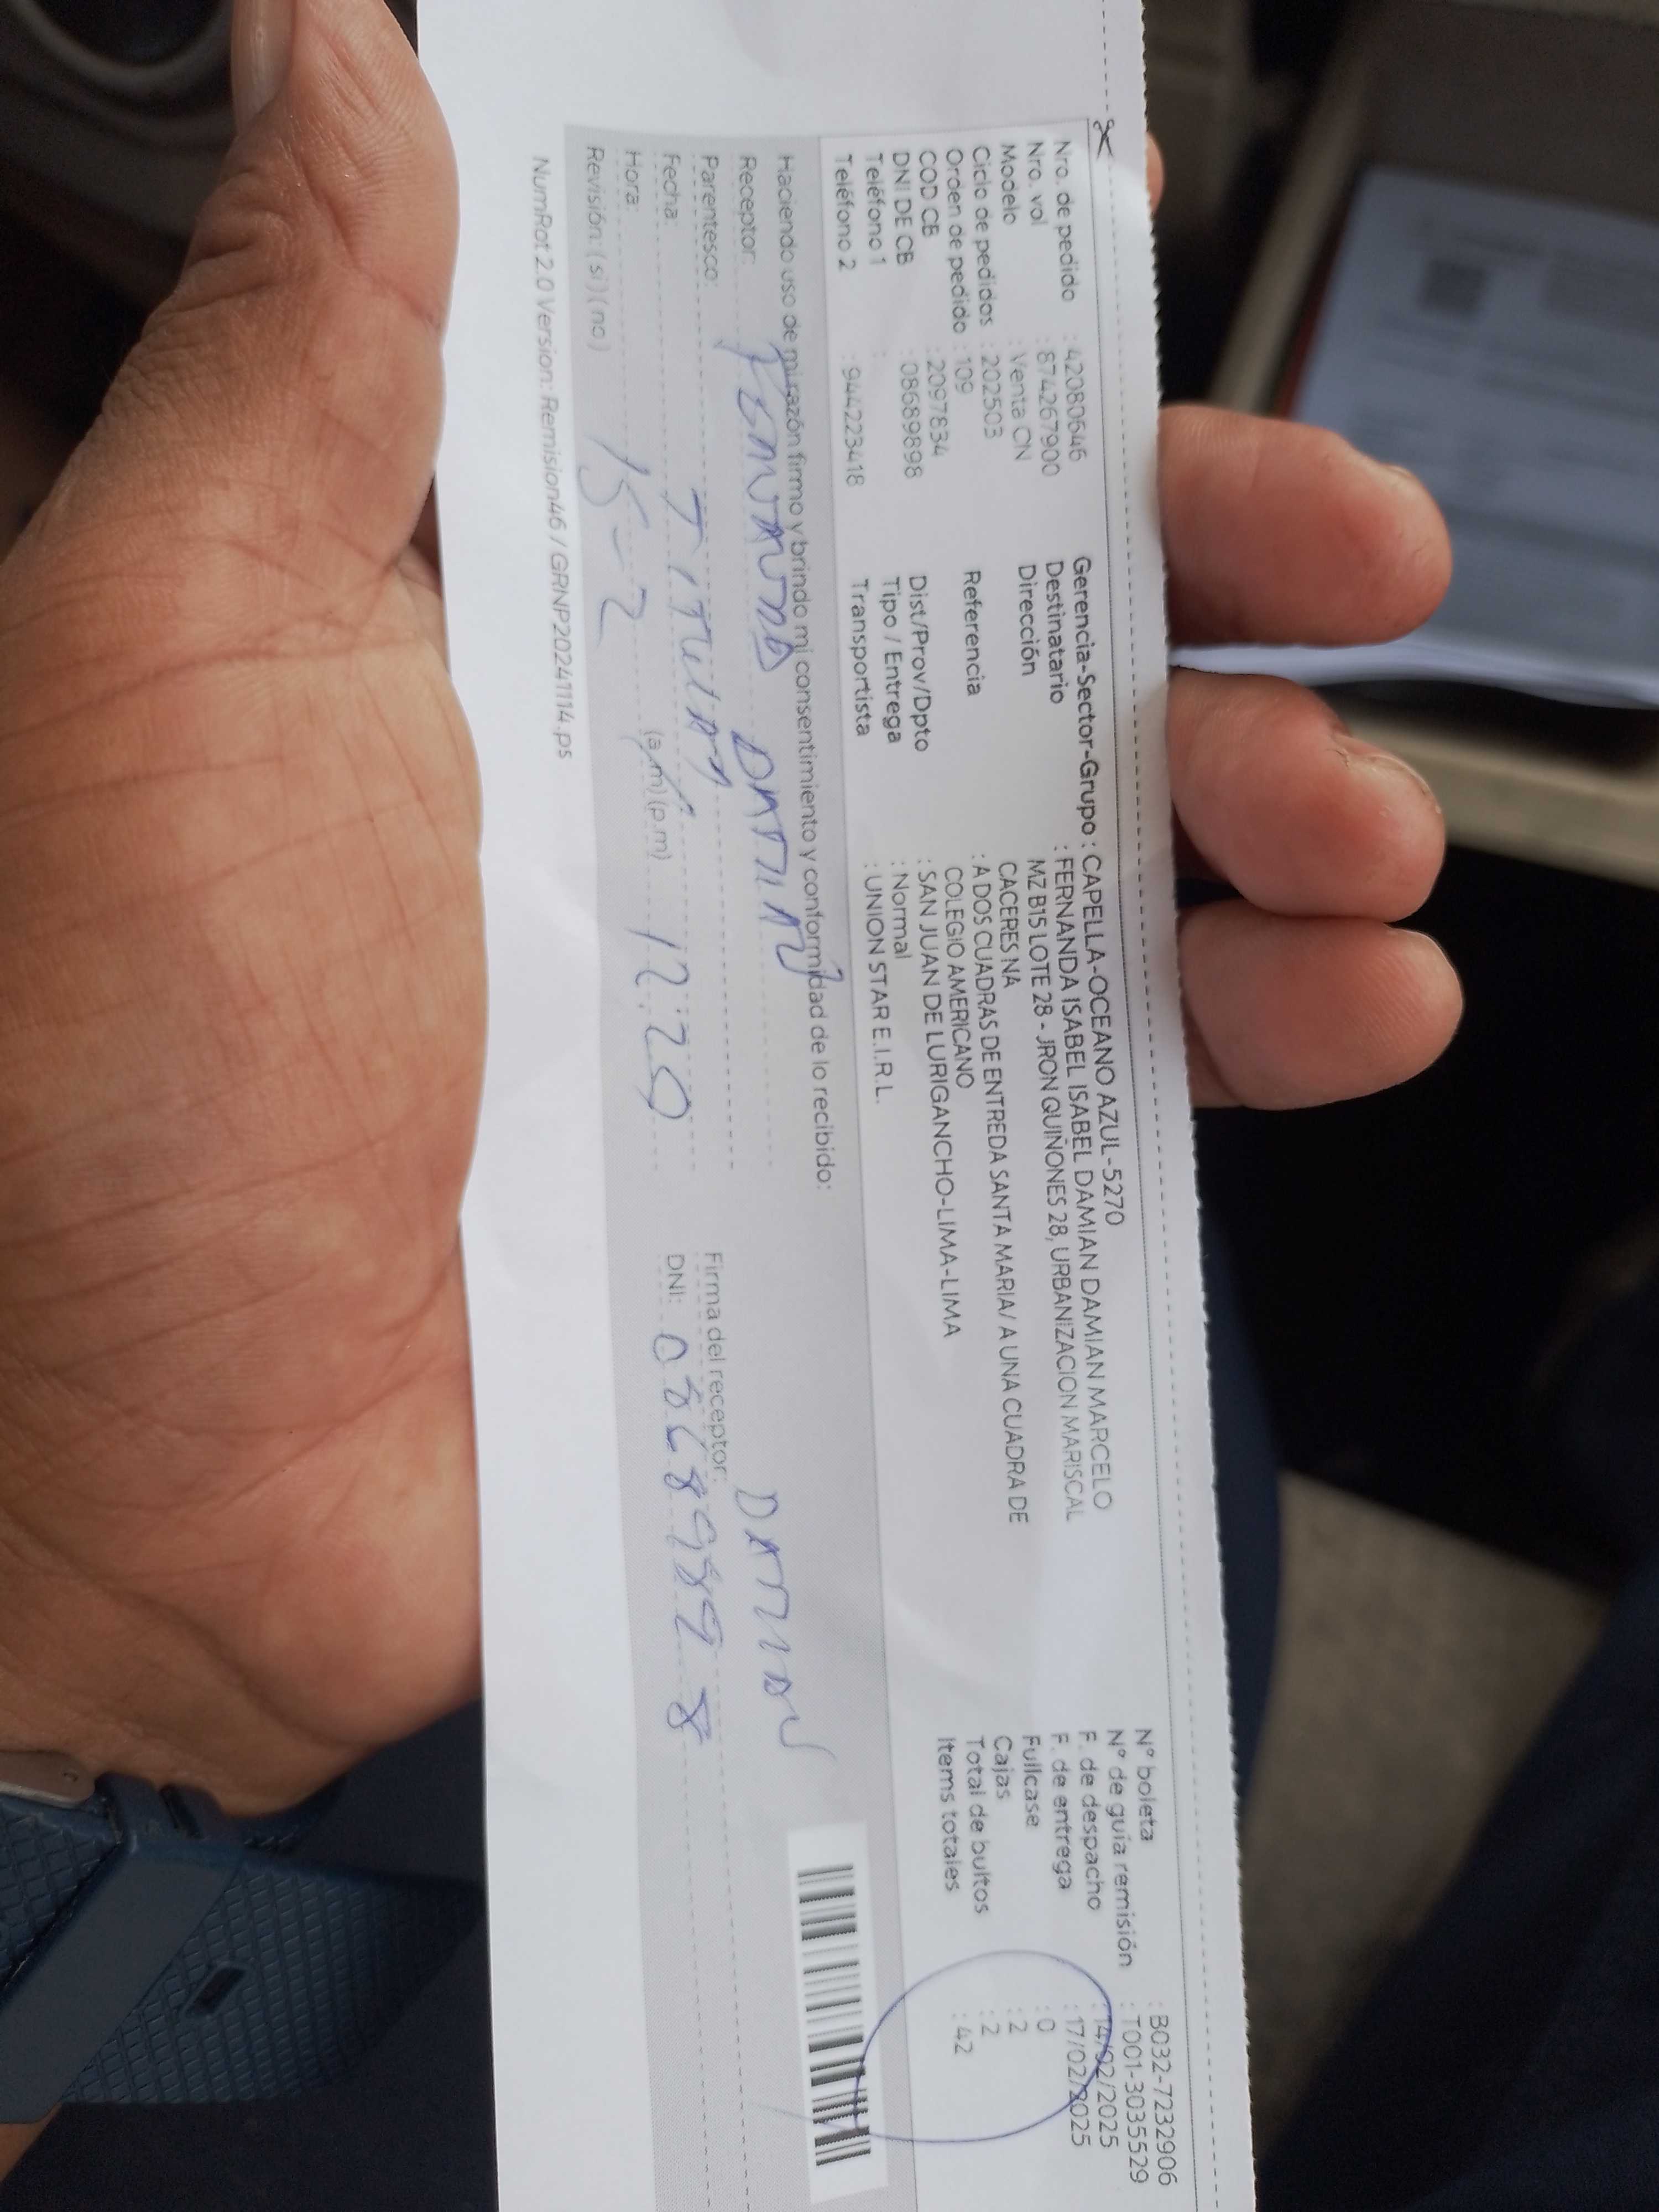 Nro. de pedido : 42080646
Nro. vol : 874267900
Modelo : Venta CN
Ciclo de pedidos : 202503
Orden de pedido : 109
COD CB : 2097834
DNI DE CB : 08689898
Teléfono 1 :
Teléfono 2 : 944223418
Gerencia-Sector-Grupo : CAPELLA-OCEANO AZUL-5270
Destinatario : FERNANDA ISABEL ISABEL DAMIAN DAMIAN MARCELO
Dirección MZ B15 LOTE 28 - JRON QUIÑONES 28, URBANIZACION MARISCAL
CACERES NA
Referencia : A DOS CUADRAS DE ENTREDA SANTA MARIA/ A UNA CUADRA DE
COLEGIO AMERICANO
Dist/Prov/Dpto : SAN JUAN DE LURIGANCHO-LIMA-LIMA
Tipo / Entrega : Normal
Transportista : UNION STAR E.I.R.L.
N° boleta : B032-7232906
N° de guía remisión : T001-3035529
F. de despacho : 14/02/2025
F. de entrega : 17/02/2025
Fullcase : 0
Cajas : 2
Total de bultos : 2
Items totales : 42
Haciendo uso de mi razón firmo y brindo mi consentimiento y conformidad de lo recibido:
Receptor: DAMIAN
Parentesco: TITULAR
Fecha: 
Hora: 15-2 (a.m) (p.m) 12:20
Revisión: (si) (no)
DAMIAN
Firma del receptor:
DNI: 08689898
NumRot 2.0 Version: Remision46 / GRNP20241114.ps